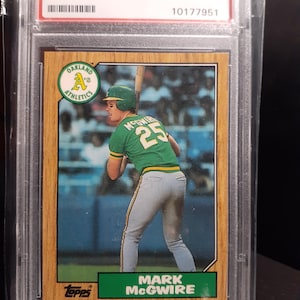 10177951
OAKLAND
A's
ATHLETICS
McGWIRE
25
topps
MARK
McGWIRE